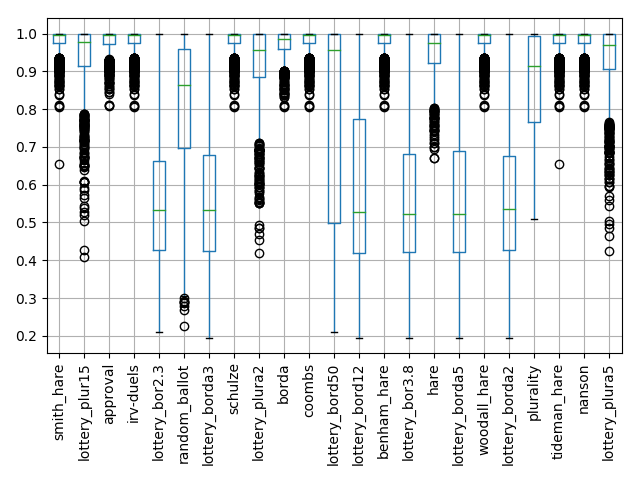 1.0
0.9
0.8
0.7
0.6
0.5
0.4
0.3
0.2
smith_hare
lottery_plur15
approval
irv-duels
lottery_bor2.3
random_ballot
lottery_borda3
schulze
lottery_plura2
borda
coombs
lottery_bord50
lottery_bord12
benham_hare
lottery_bor3.8
hare
lottery_borda5
woodall_hare
lottery_borda2
plurality
tideman_hare
nanson
lottery_plura5